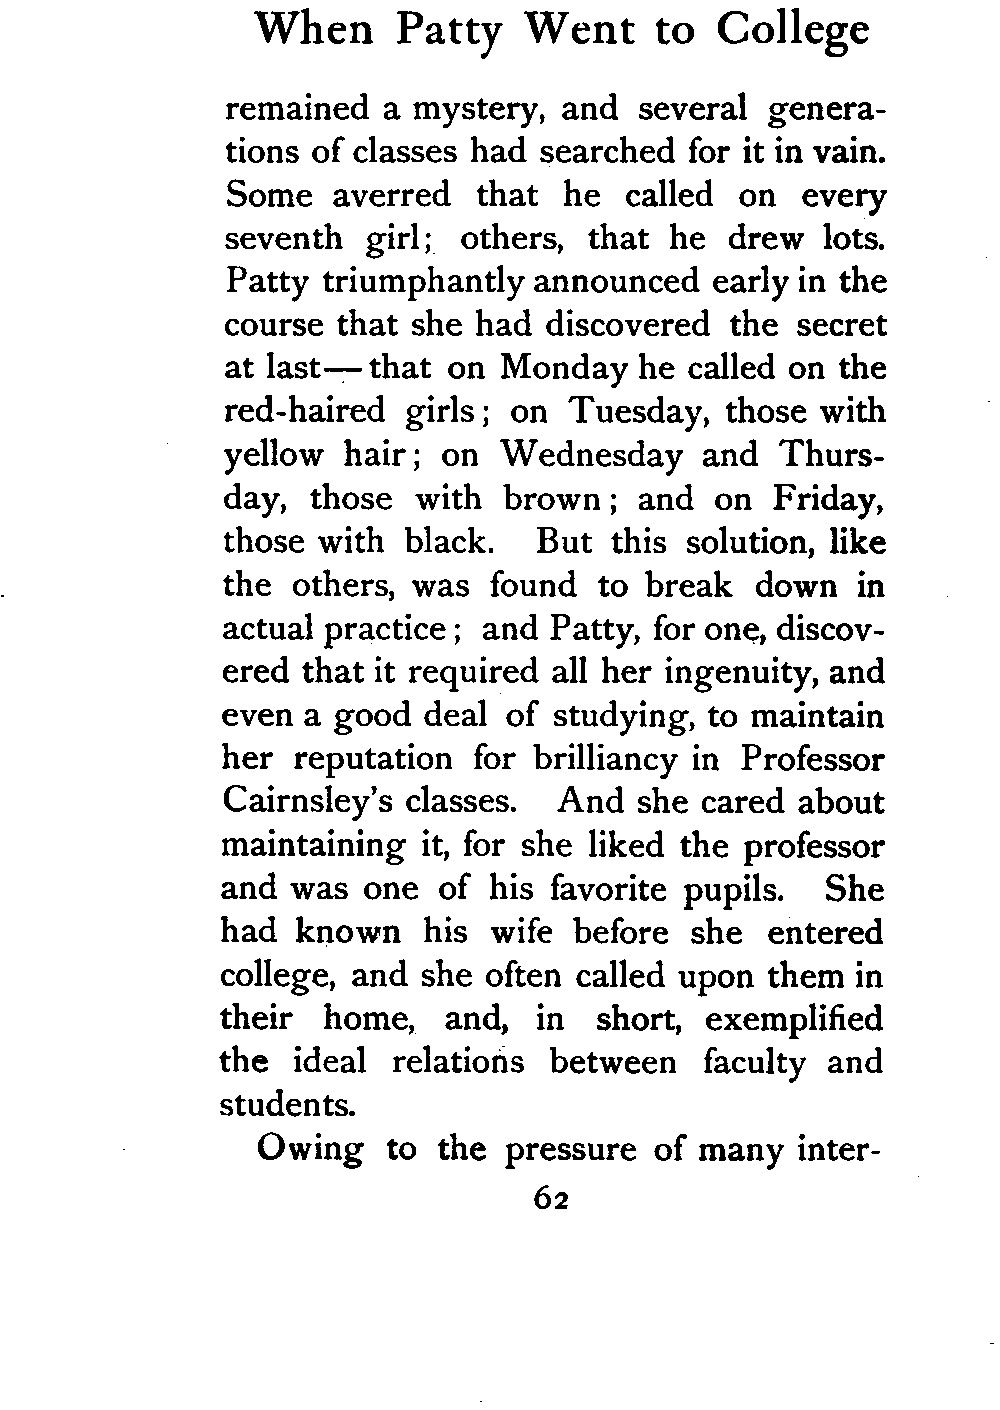 When Patty Went to College
remained a mystery, and several genera-
tions of classes had searched for it in vain.
Some averred that he called on every
seventh girl; others, that he drew lots.
Patty triumphantly announced early in the
course that she had discovered the secret
at last—that on Monday he called on the
red-haired girls; on Tuesday, those with
yellow hair; on Wednesday and Thurs-
day, those with brown; and on Friday,
those with black. But this solution, like
the others, was found to break down in
actual practice; and Patty, for one, discov-
ered that it required all her ingenuity, and
even a good deal of studying, to maintain
her reputation for brilliancy in Professor
Cairnsley's classes. And she cared about
maintaining it, for she liked the professor
and was one of his favorite pupils. She
had known his wife before she entered
college, and she often called upon them in
their home, and, in short, exemplified
the ideal relations between faculty and
students.
Owing to the pressure of many inter-
62